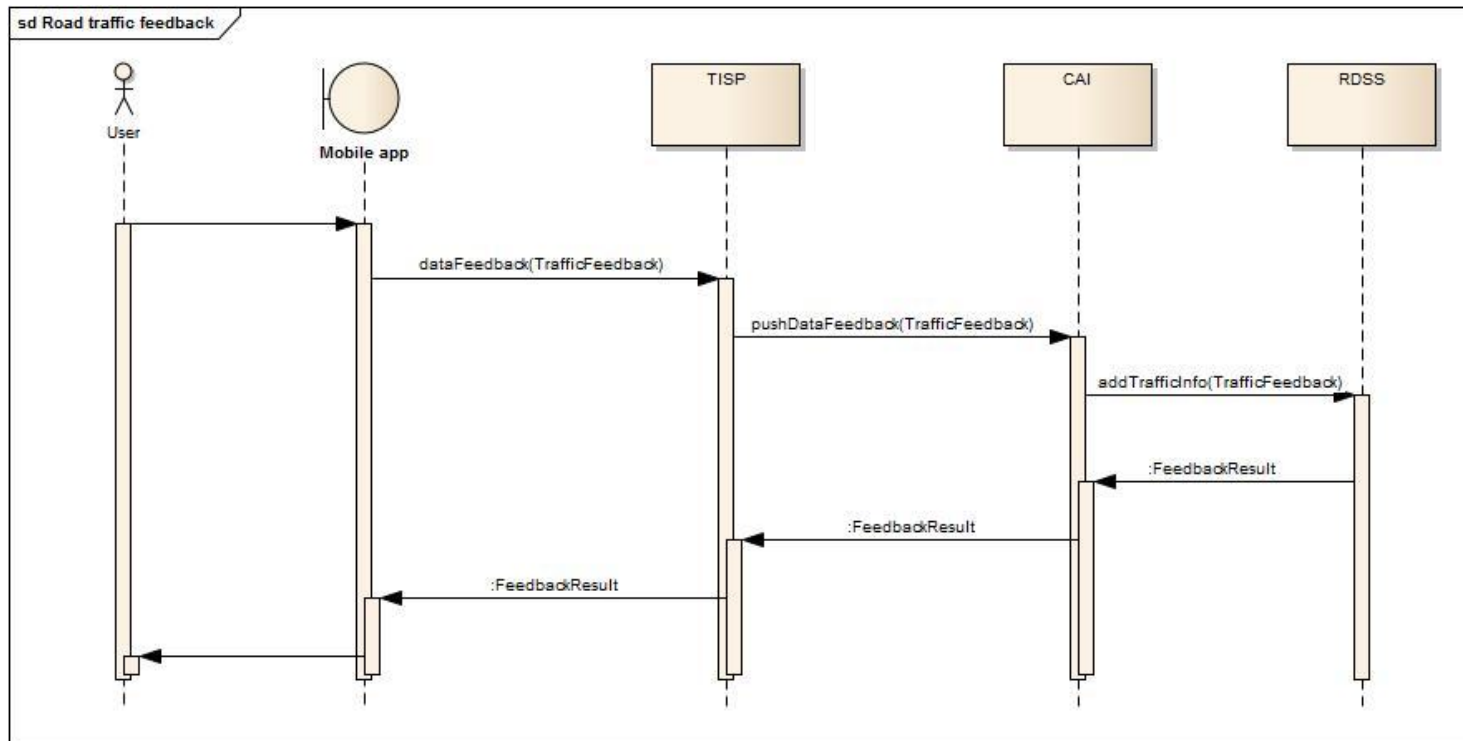 sd Road traffic feedback
TISP
CAI
RDSS
User
Mobile app
dataFeedback(TrafficFeedback)
pushDataFeedback(TrafficFeedback)
addTrafficInfo(TrafficFeedback)
:FeedbackResult
:FeedbackResult
:FeedbackResult